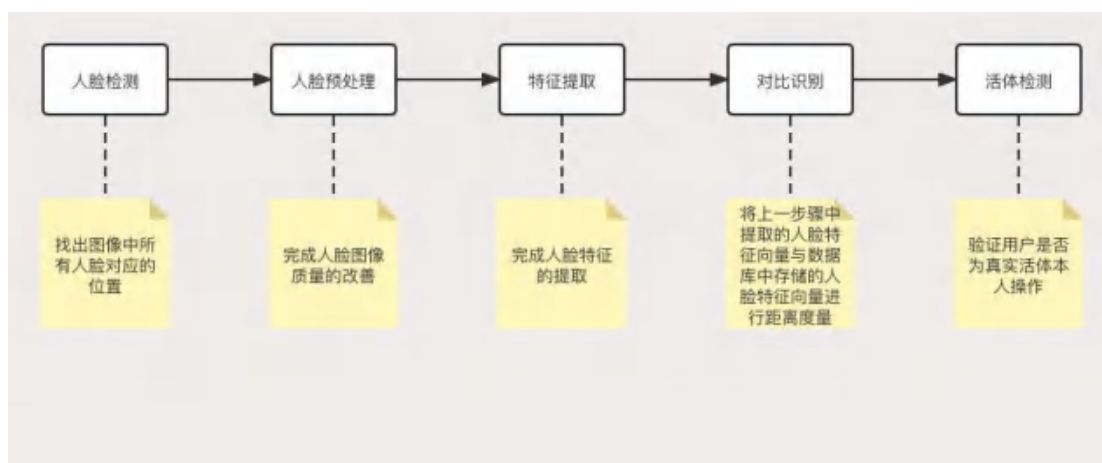 人脸检测
人脸预处理
特征提取
对比识别
活体检测
找出图像中所
有人脸对应的
位置
完成人脸图像
质量的改善
完成人脸特征
的提取
将上一步骤中
提取的人脸特
征向量与数据
库中存储的人
脸特征向量进
行距离度量
验证用户是否
为真实活体本
人操作